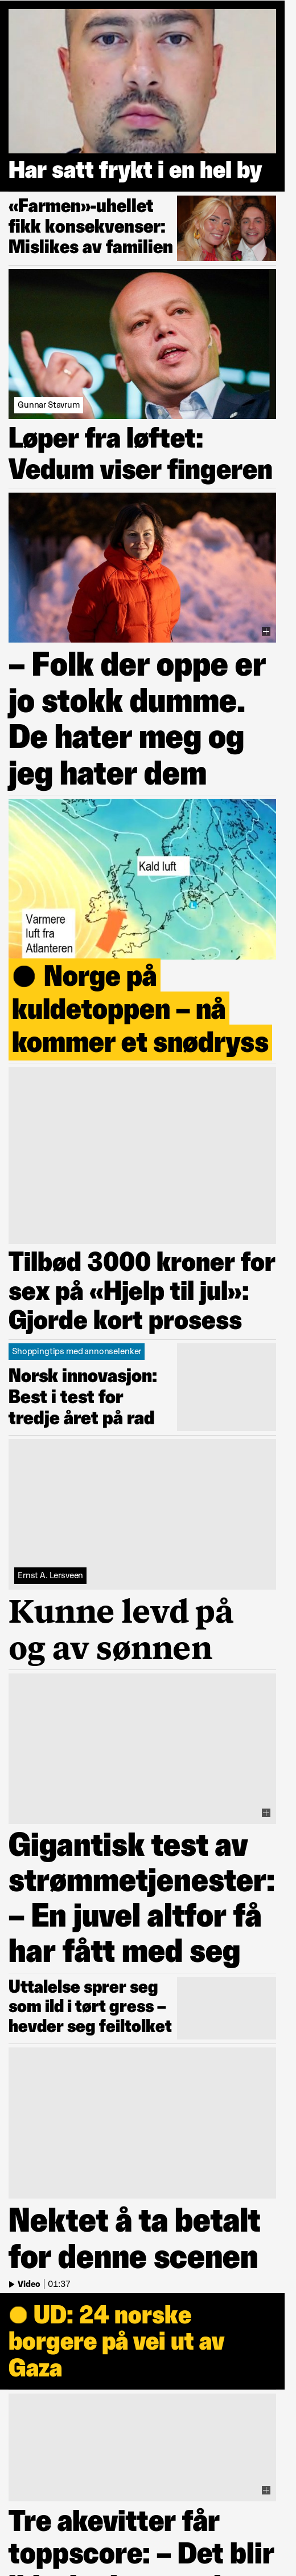 Har satt frykt i en hel by
«Farmen»-uhellet
fikk konsekvenser:
Mislikes av familien
Gunnar Stavrum
Løper fra løftet:
Vedum viser fingeren
– Folk der oppe er
jo stokk dumme.
De hater meg og
jeg hater dem
Kald luft
Varmere
luft fra
Atlanteren
Norge på
kuldetoppen – nå
kommer et snødryss
Tilbød 3000 kroner for
sex på «Hjelp til jul»:
Gjorde kort prosess
Shoppingtips med annonselenker
Norsk innovasjon:
Best i test for
tredje året på rad
Ernst A. Lersveen
Kunne levd på
og av sønnen
Gigantisk test av
strømmetjenester:
– En juvel altfor få
har fått med seg
Uttalelse sprer seg
som ild i tørt gress –
hevder seg feiltolket
Nektet å ta betalt
for denne scenen
Video | 01:37
UD: 24 norske
borgere på vei ut av
Gaza
Tre akevitter får
toppscore: – Det blir